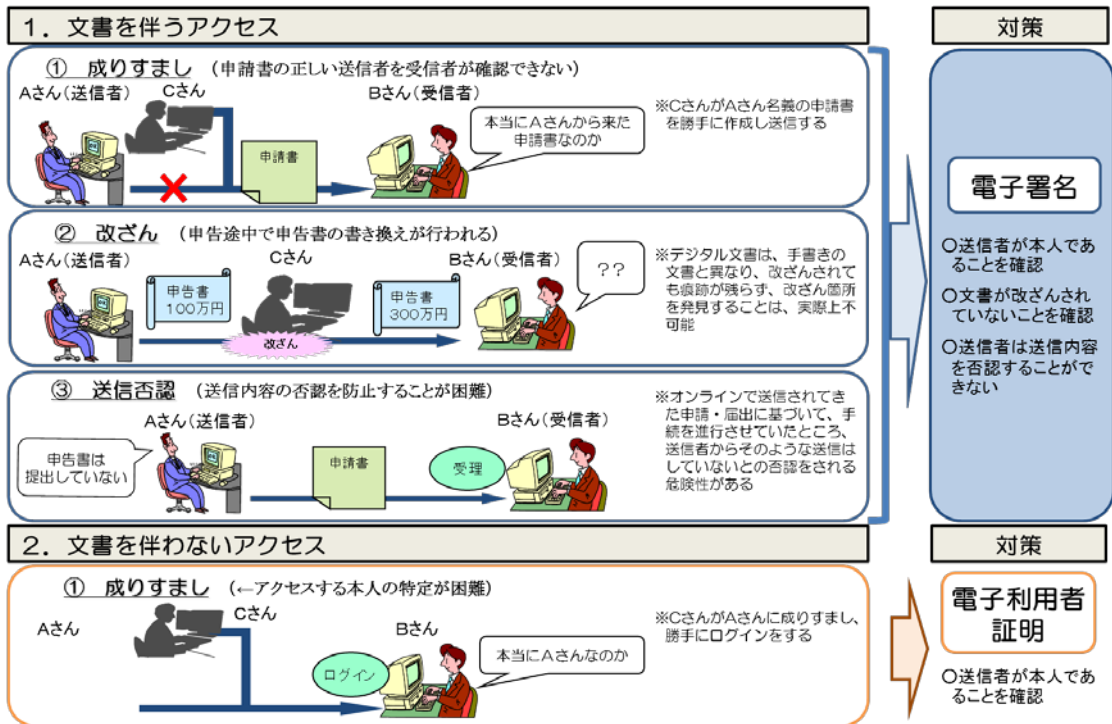 1．文書を伴うアクセス
対策
① 成りすまし （申請書の正しい送信者を受信者が確認できない）
Aさん（送信者）
Cさん
Bさん（受信者）
本当にAさんから来た
申請書なのか
申請書
※CさんがAさん名義の申請書
を勝手に作成し送信する
② 改ざん （申告途中で申告書の書き換えが行われる）
Aさん（送信者）
Cさん
Bさん（受信者）
申告書
100万円
改ざん
申告書
300万円
？？
※デジタル文書は、手書きの
文書と異なり、改ざんされて
も痕跡が残らず、改ざん箇所
を発見することは、実際上不
可能
③ 送信否認 （送信内容の否認を防止することが困難）
Aさん（送信者）
Bさん（受信者）
申告書は
提出していない
申請書
受理
※オンラインで送信されてき
た申請・届出に基づいて、手
続を進行させていたところ、
送信者からそのような送信は
していないとの否認をされる
危険性がある
電子署名
○送信者が本人であ
ることを確認
○文書が改ざんされ
ていないことを確認
○送信者は送信内容
を否認することがで
きない
2．文書を伴わないアクセス
対策
① 成りすまし （←アクセスする本人の特定が困難）
Aさん
Cさん
Bさん
ログイン
本当にAさんなのか
※CさんがAさんに成りすまし、
勝手にログインをする
電子利用者
証明
○送信者が本人であ
ることを確認